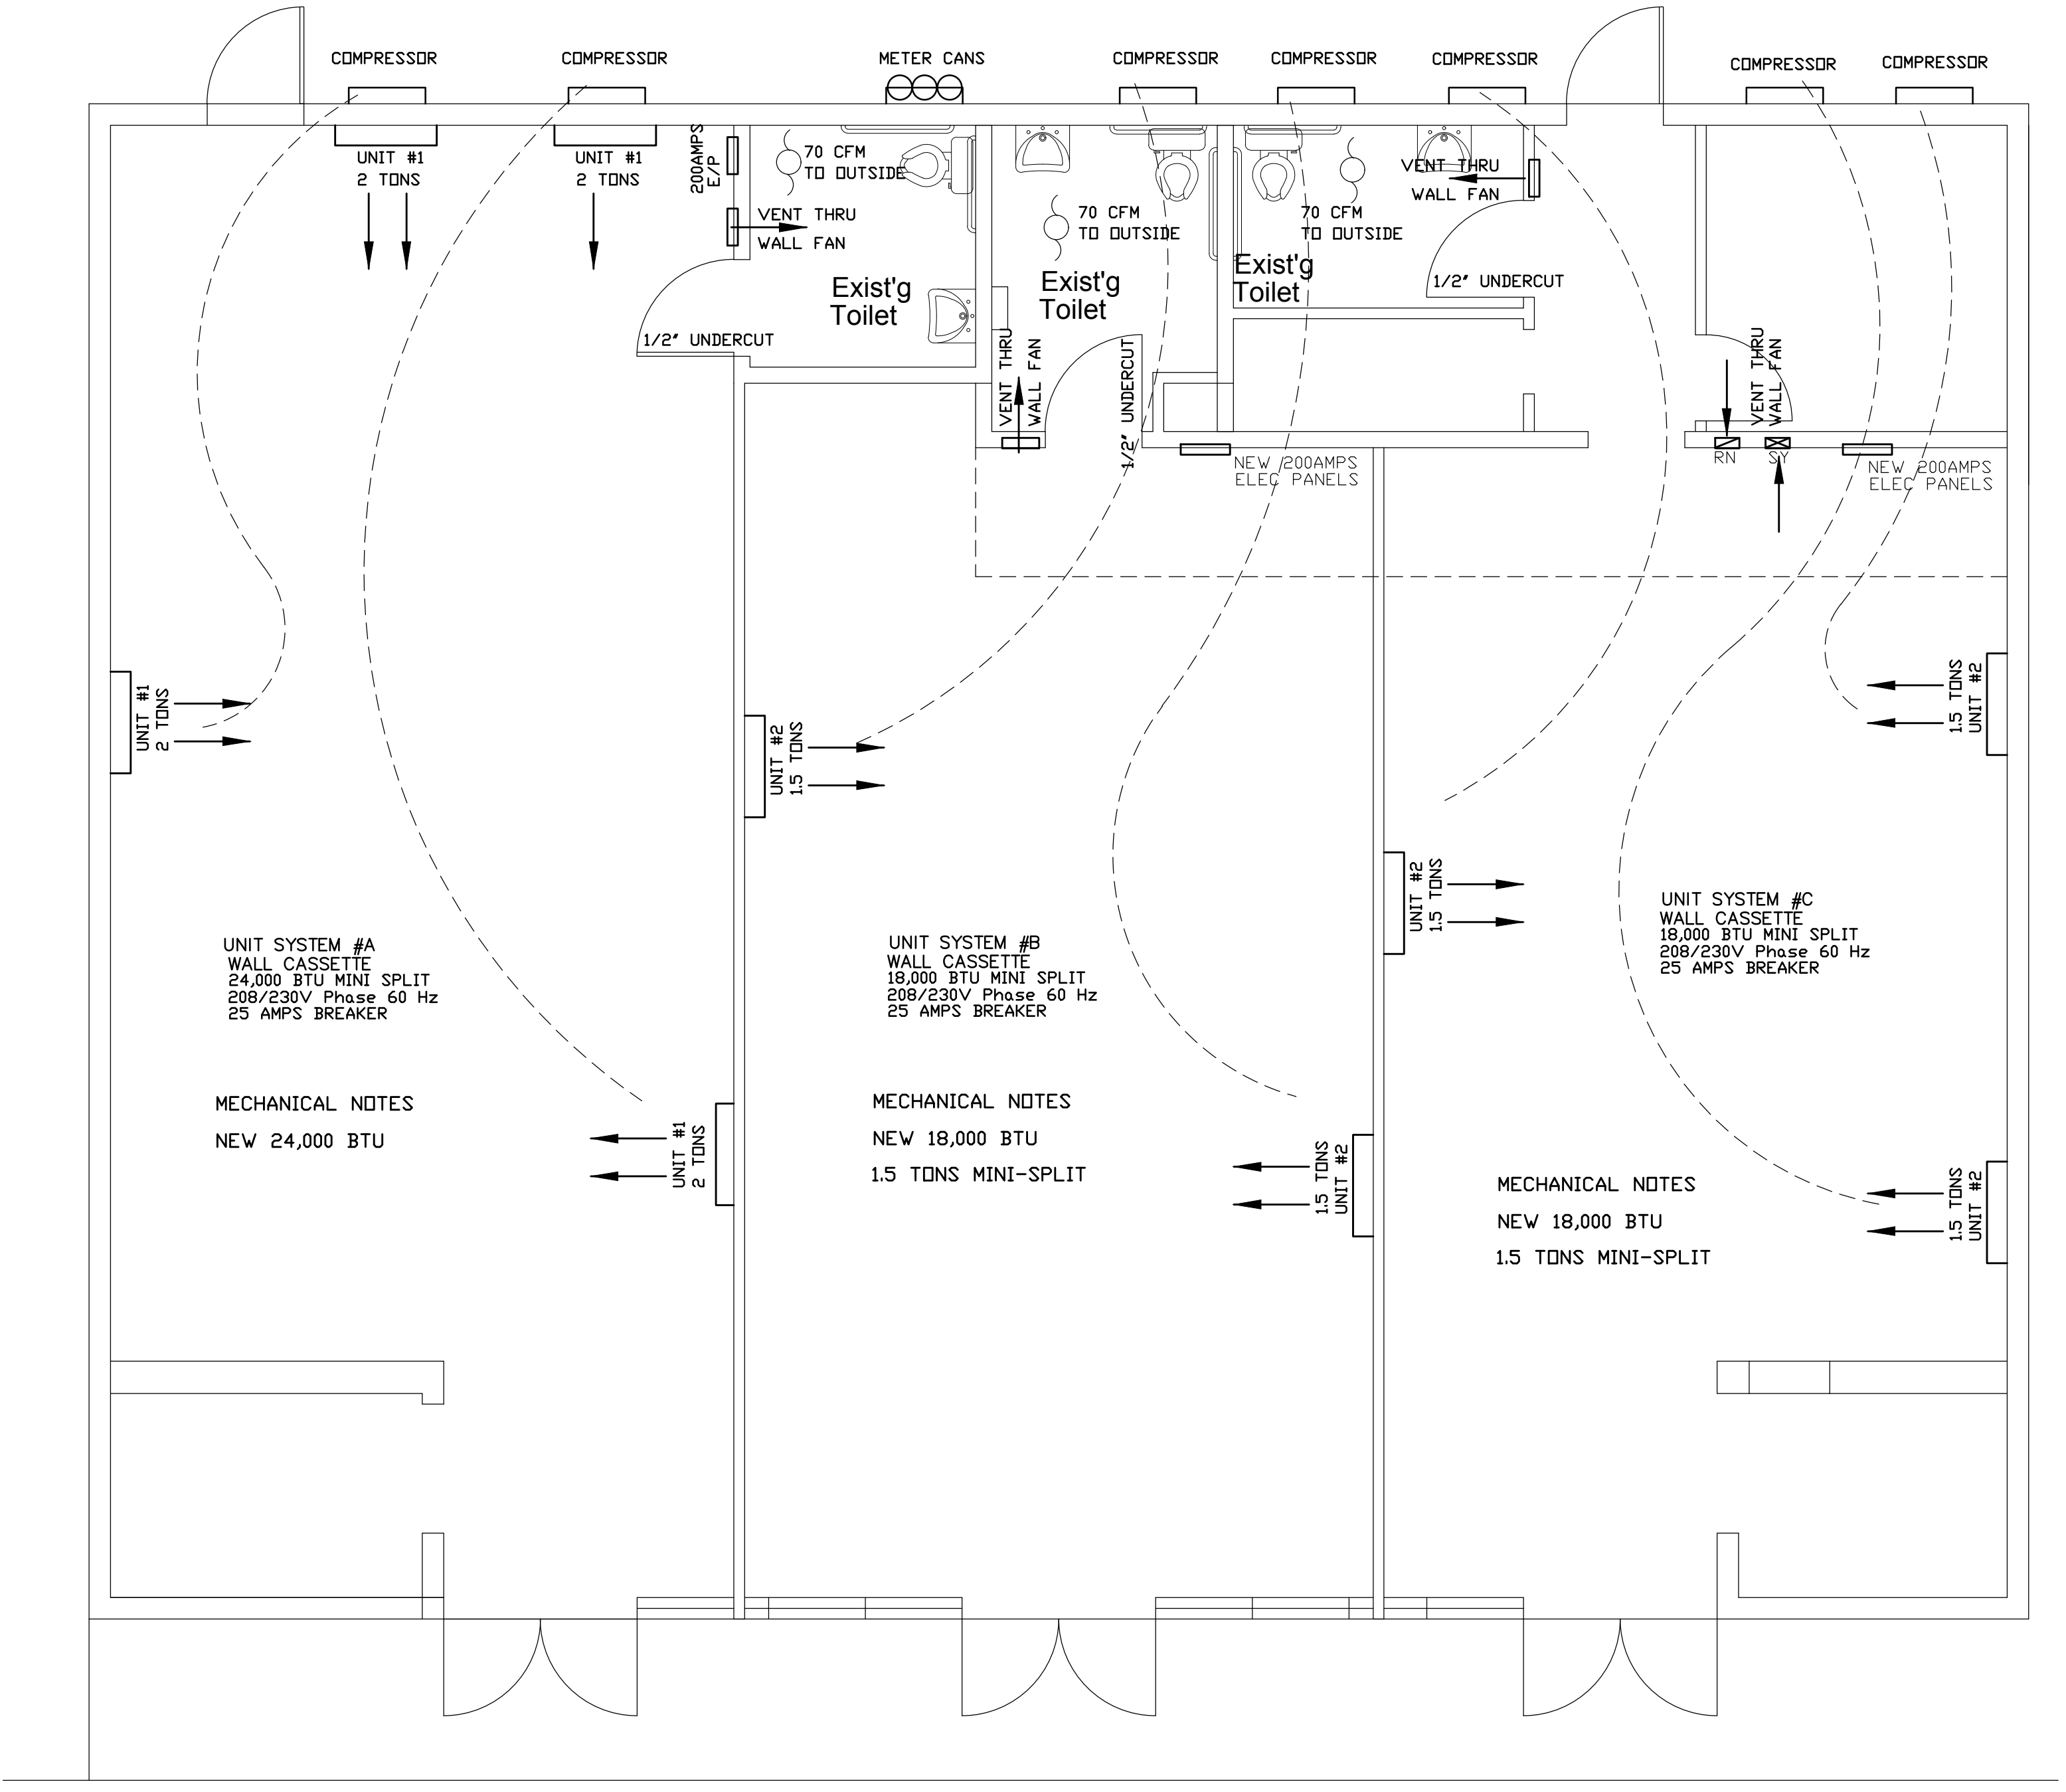 COMPRESSOR
COMPRESSOR
METER CANS
COMPRESSOR
COMPRESSOR
COMPRESSOR
COMPRESSOR
COMPRESSOR
UNIT #1
2 TONS
UNIT #1
2 TONS
200AMPS
E/P
70 CFM
TO OUTSIDE
VENT THRU
WALL FAN
Exist'g
Toilet
1/2" UNDERCUT
70 CFM
TO OUTSIDE
Exist'g
Toilet
VENT THRU
WALL FAN
1/2" UNDERCUT
70 CFM
TO OUTSIDE
Exist'g
Toilet
VENT THRU
WALL FAN
1/2" UNDERCUT
VENT THRU
WALL FAN
RN
SY
NEW 200AMPS
ELEC PANELS
NEW 200AMPS
ELEC PANELS
UNIT #1
2 TONS
UNIT #2
1.5 TONS
1.5 TONS
UNIT #2
UNIT #2
1.5 TONS
UNIT SYSTEM #A
WALL CASSETTE
24,000 BTU MINI SPLIT
208/230V Phase 60 Hz
25 AMPS BREAKER
UNIT SYSTEM #B
WALL CASSETTE
18,000 BTU MINI SPLIT
208/230V Phase 60 Hz
25 AMPS BREAKER
UNIT SYSTEM #C
WALL CASSETTE
18,000 BTU MINI SPLIT
208/230V Phase 60 Hz
25 AMPS BREAKER
MECHANICAL NOTES
NEW 24,000 BTU
UNIT #1
2 TONS
MECHANICAL NOTES
NEW 18,000 BTU
1.5 TONS MINI-SPLIT
1.5 TONS
UNIT #2
MECHANICAL NOTES
NEW 18,000 BTU
1.5 TONS MINI-SPLIT
1.5 TONS
UNIT #2